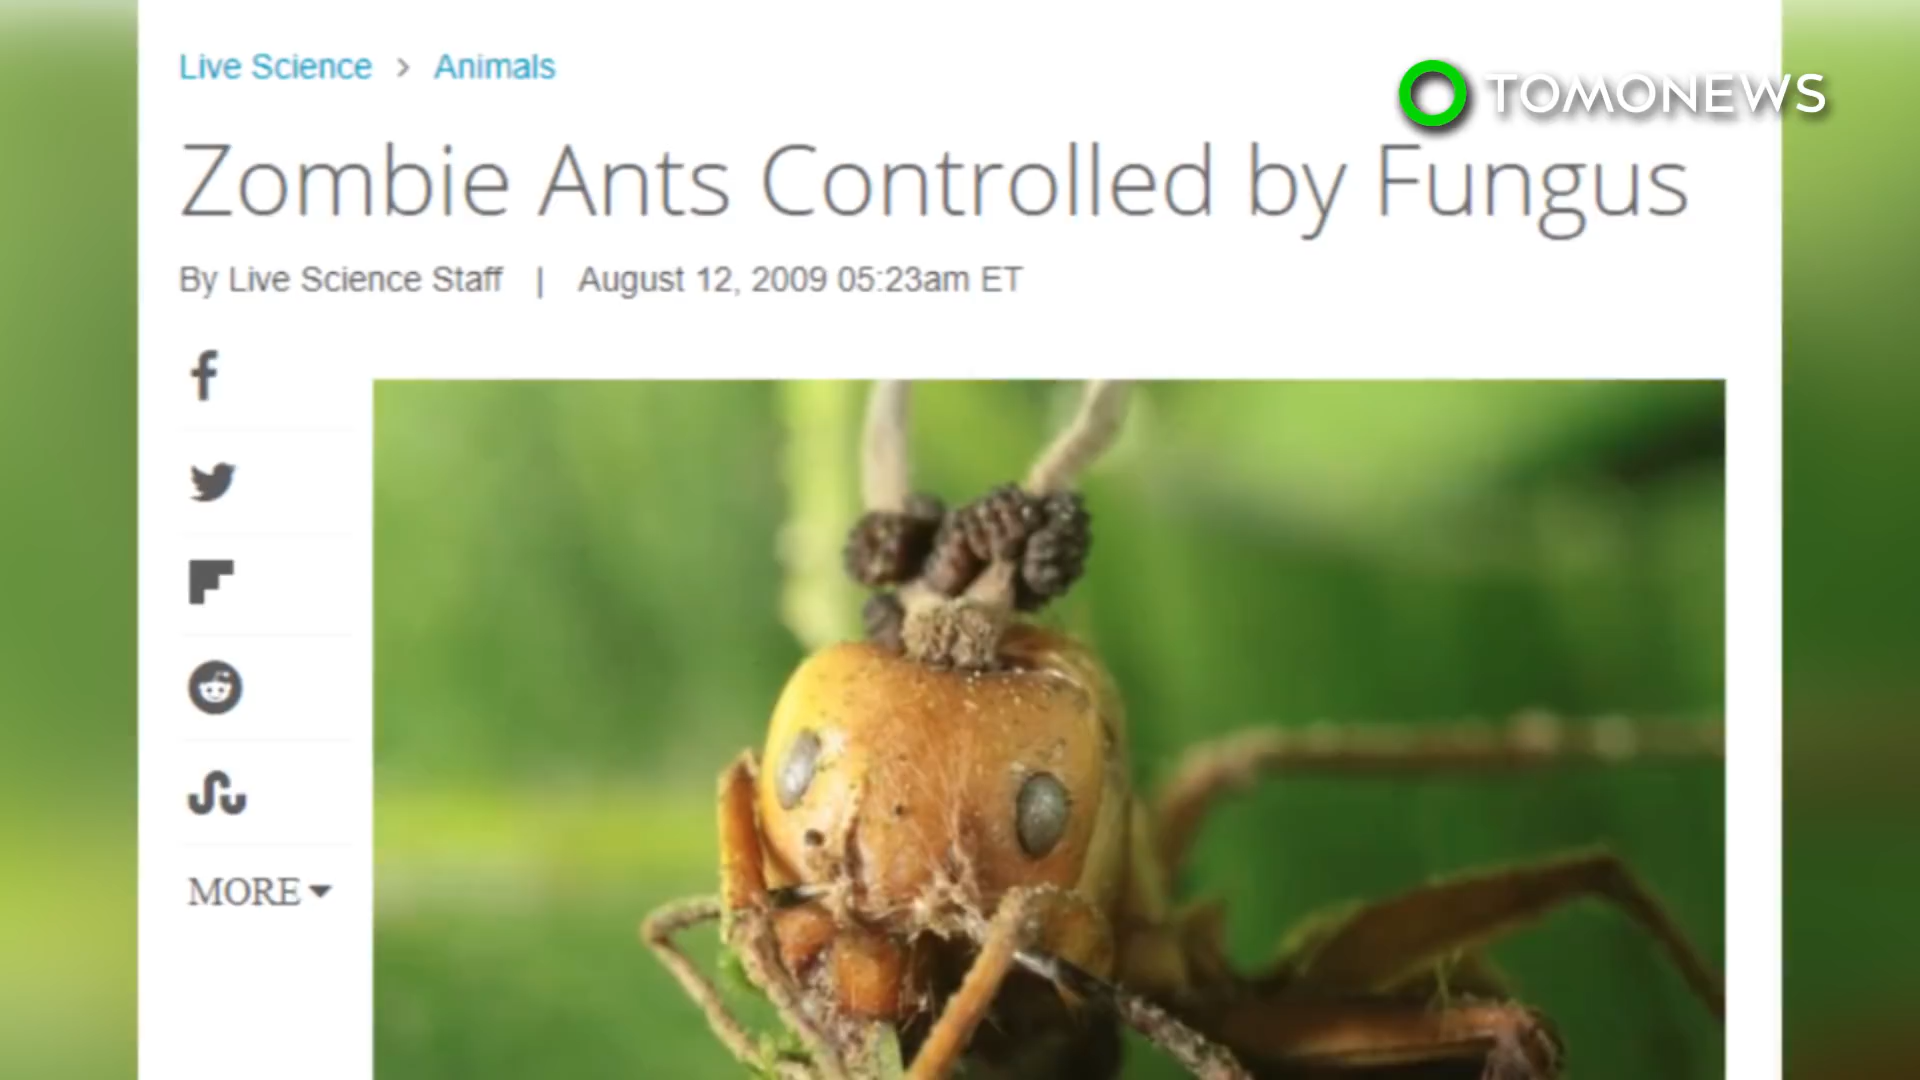 Live Science > Animals
TOMONEWS
Zombie Ants Controlled by Fungus
By Live Science Staff | August 12, 2009 05:23am ET
MORE